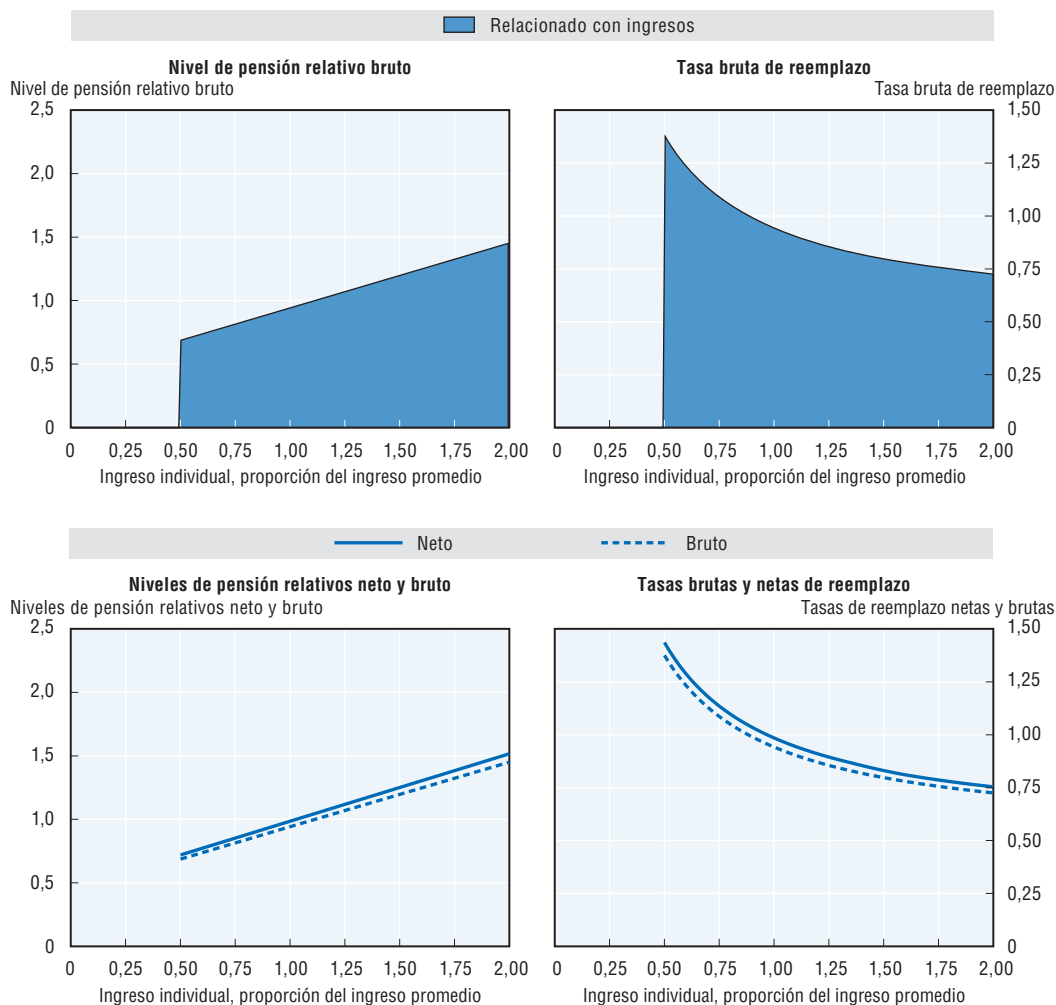 Relacionado con ingresos
Nivel de pensión relativo bruto
Nivel de pensión relativo bruto
2,5
2,0
1,5
1,0
0,5
0
0 0,25 0,50 0,75 1,00 1,25 1,50 1,75 2,00
Ingreso individual, proporción del ingreso promedio
Tasa bruta de reemplazo
Tasa bruta de reemplazo
1,50
1,25
1,00
0,75
0,50
0,25
0
0 0,25 0,50 0,75 1,00 1,25 1,50 1,75 2,00
Ingreso individual, proporción del ingreso promedio
Neto
Bruto
Niveles de pensión relativos neto y bruto
Niveles de pensión relativos neto y bruto
2,5
2,0
1,5
1,0
0,5
0
0 0,25 0,50 0,75 1,00 1,25 1,50 1,75 2,00
Ingreso individual, proporción del ingreso promedio
Tasas brutas y netas de reemplazo
Tasas de reemplazo netas y brutas
1,50
1,25
1,00
0,75
0,50
0,25
0
0 0,25 0,50 0,75 1,00 1,25 1,50 1,75 2,00
Ingreso individual, proporción del ingreso promedio